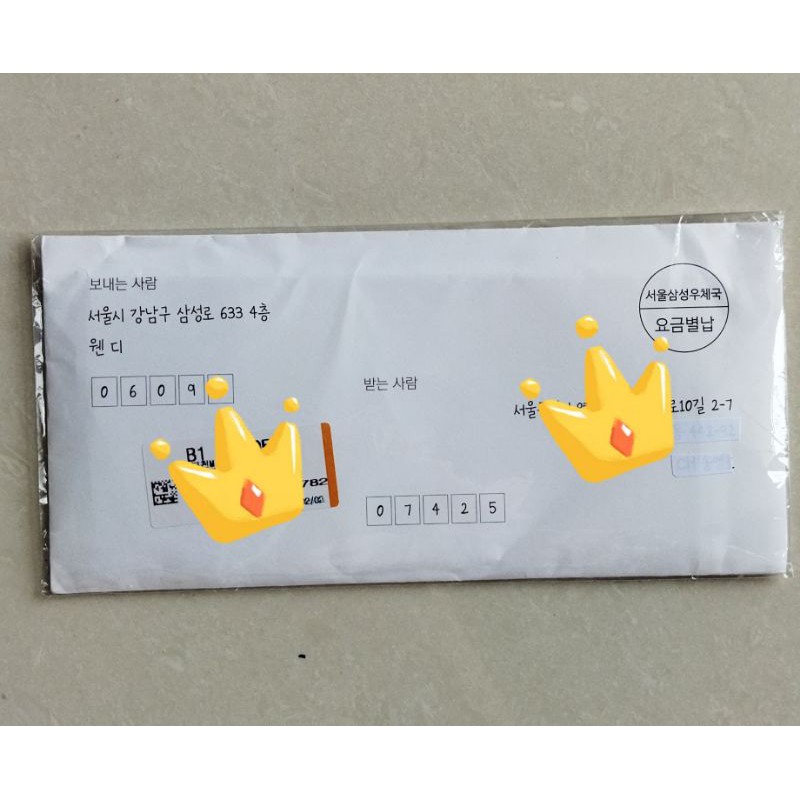 보내는 사람
서울시 강남구 삼성로 633 4층
웬 디
0 6 0 9
서울삼성우체국
요금별납
받는 사람
로10길 2-7
B1
782
0 7 4 2 5